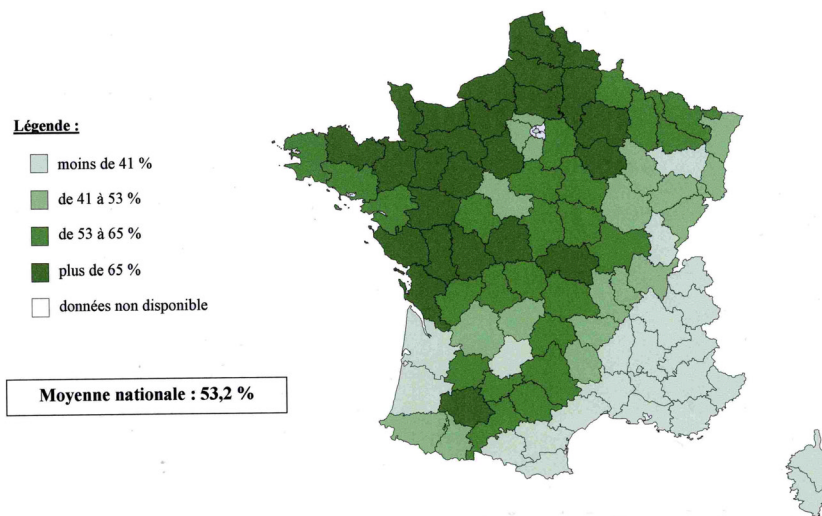 Légende :
moins de 41 %
de 41 à 53 %
de 53 à 65 %
plus de 65 %
données non disponible
Moyenne nationale : 53,2 %